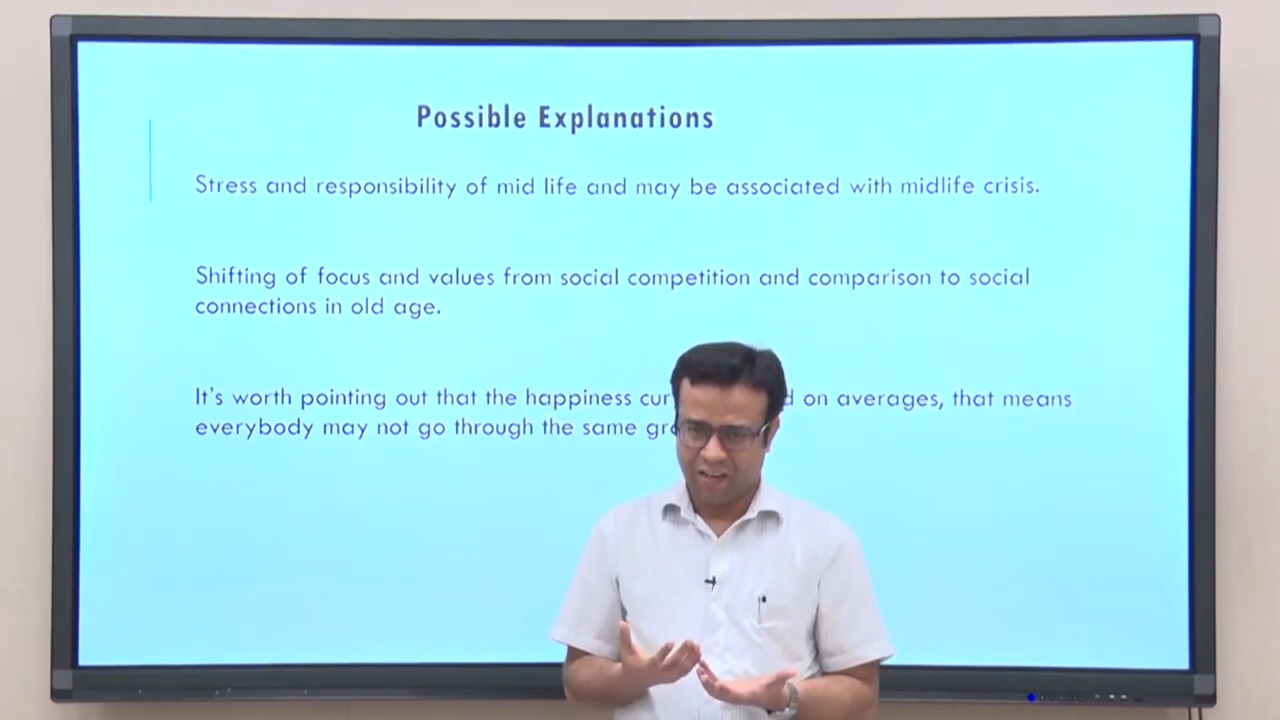 Possible Explanations
Stress and responsibility of mid life and may be associated with midlife crisis.
Shifting of focus and values from social competition and comparison to social
connections in old age.
It's worth pointing out that the happiness on averages, that means
everybody may not go through the same